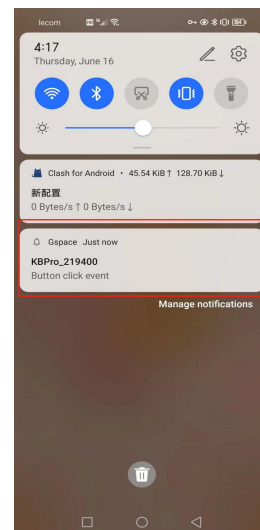 lecom
54
4:17
Thursday, June 16
Clash for Android • 45.54 KiB↑ 128.70 KiB↓
新配置
0 Bytes/s↑0 Bytes/s↓
Gspace Just now
KBPro_219400
Button click event
Manage notifications